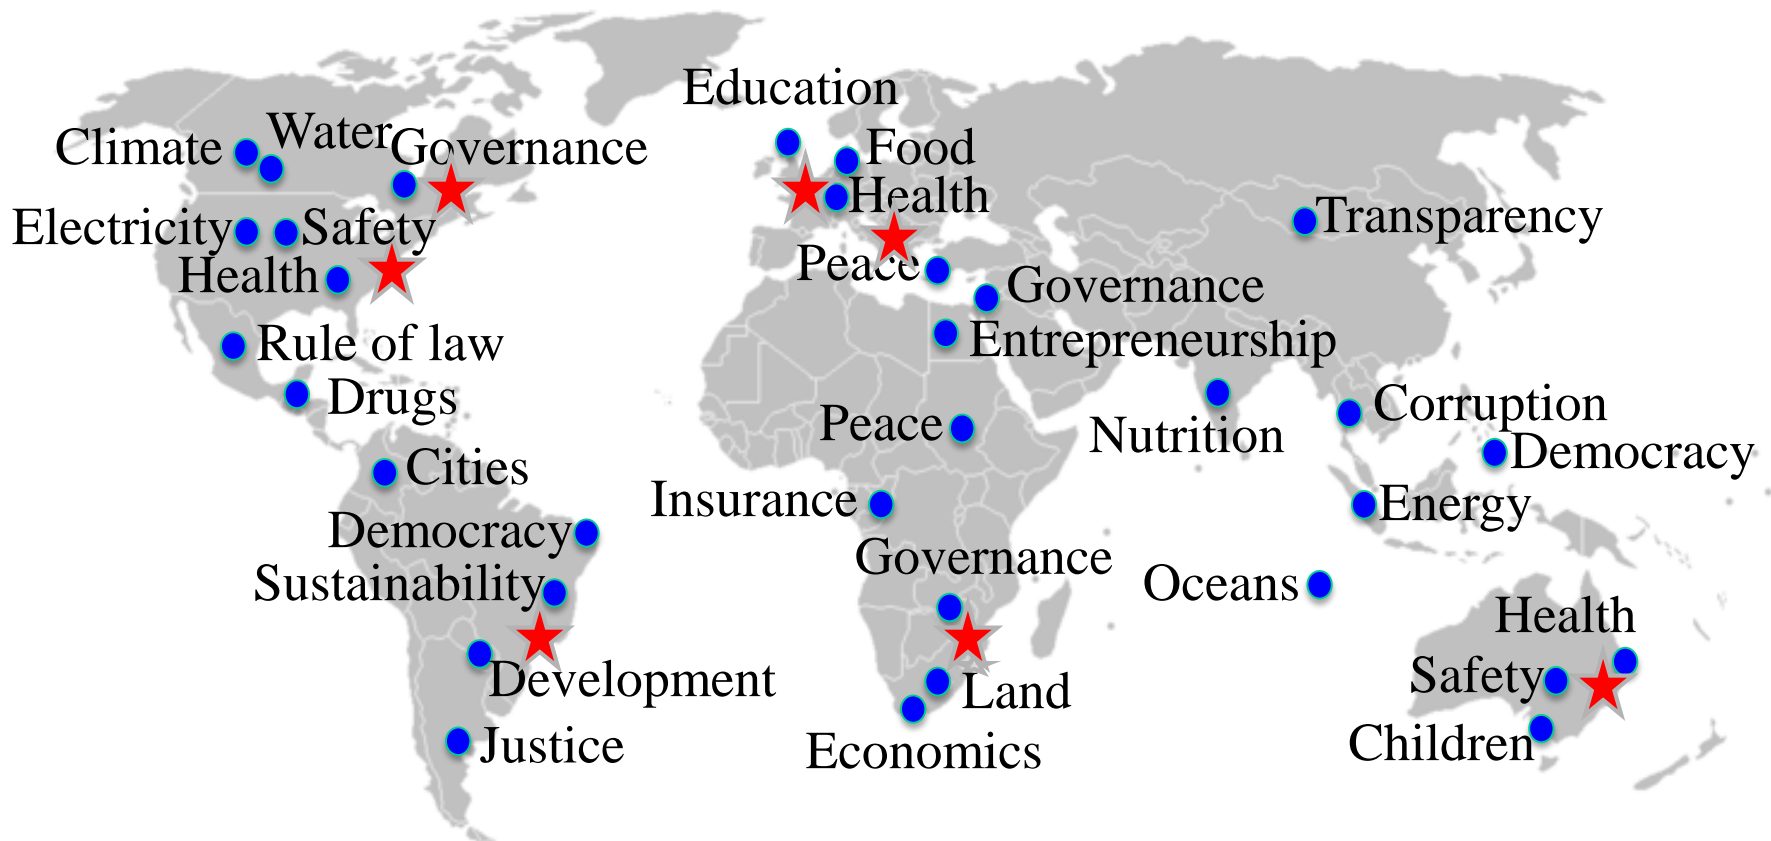 Education
Water
Climate
Governance
Food
Health
Electricity
Safety
Transparency
Health
Peace
Governance
Rule of law
Entrepreneurship
Drugs
Corruption
Peace
Nutrition
Democracy
Cities
Insurance
Energy
Democracy
Governance
Sustainability
Oceans
Health
Development
Safety
Land
Justice
Economics
Children